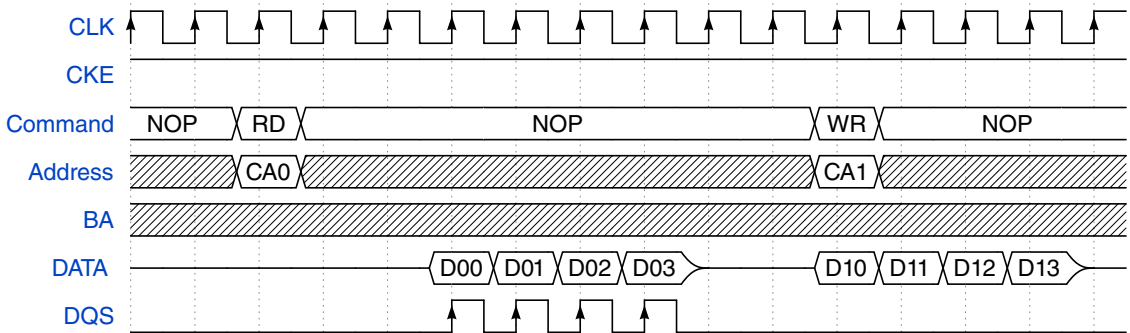 CLK
CKE
Command NOP RD NOP WR NOP
Address CA0 CA1
BA
DATA D00 D01 D02 D03 D10 D11 D12 D13
DQS